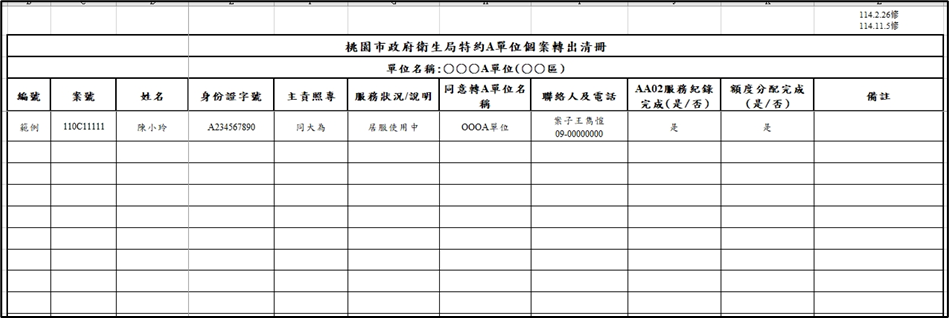 114.2.26修
114.11.5修
桃園市政府衛生局特約A單位個案轉出清冊
單位名稱:○○○A單位(○○區)
編號 案號 姓名 身份證字號 主責照專 服務狀況/說明 同意轉A單位名稱 聯絡人及電話 AA02服務紀錄完成(是/否) 額度分配完成(是/否) 備註
範例 110C11111 陳小玲 A234567890 同大為 居服使用中 OOOA單位 案子王雋愷 09-00000000 是 是